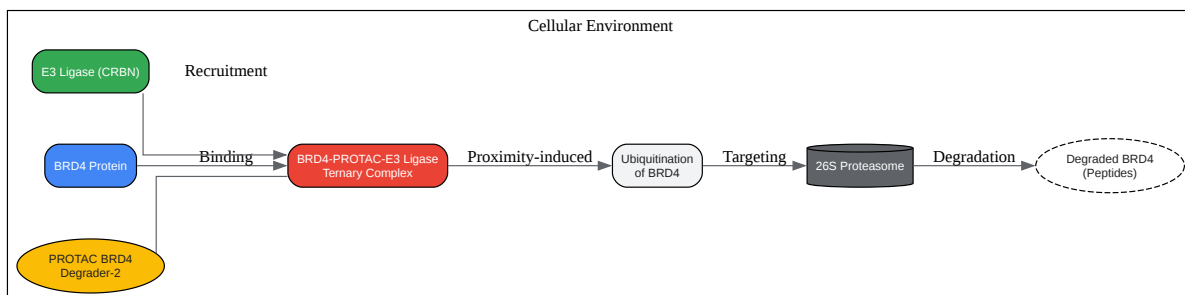 Cellular Environment
E3 Ligase (CRBN)
Recruitment
BRD4 Protein
Binding
BRD4-PROTAC-E3 Ligase
Ternary Complex
Proximity-induced
Ubiquitination
of BRD4
Targeting
26S Proteasome
Degradation
Degraded BRD4
(Peptides)
PROTAC BRD4
Degrader-2